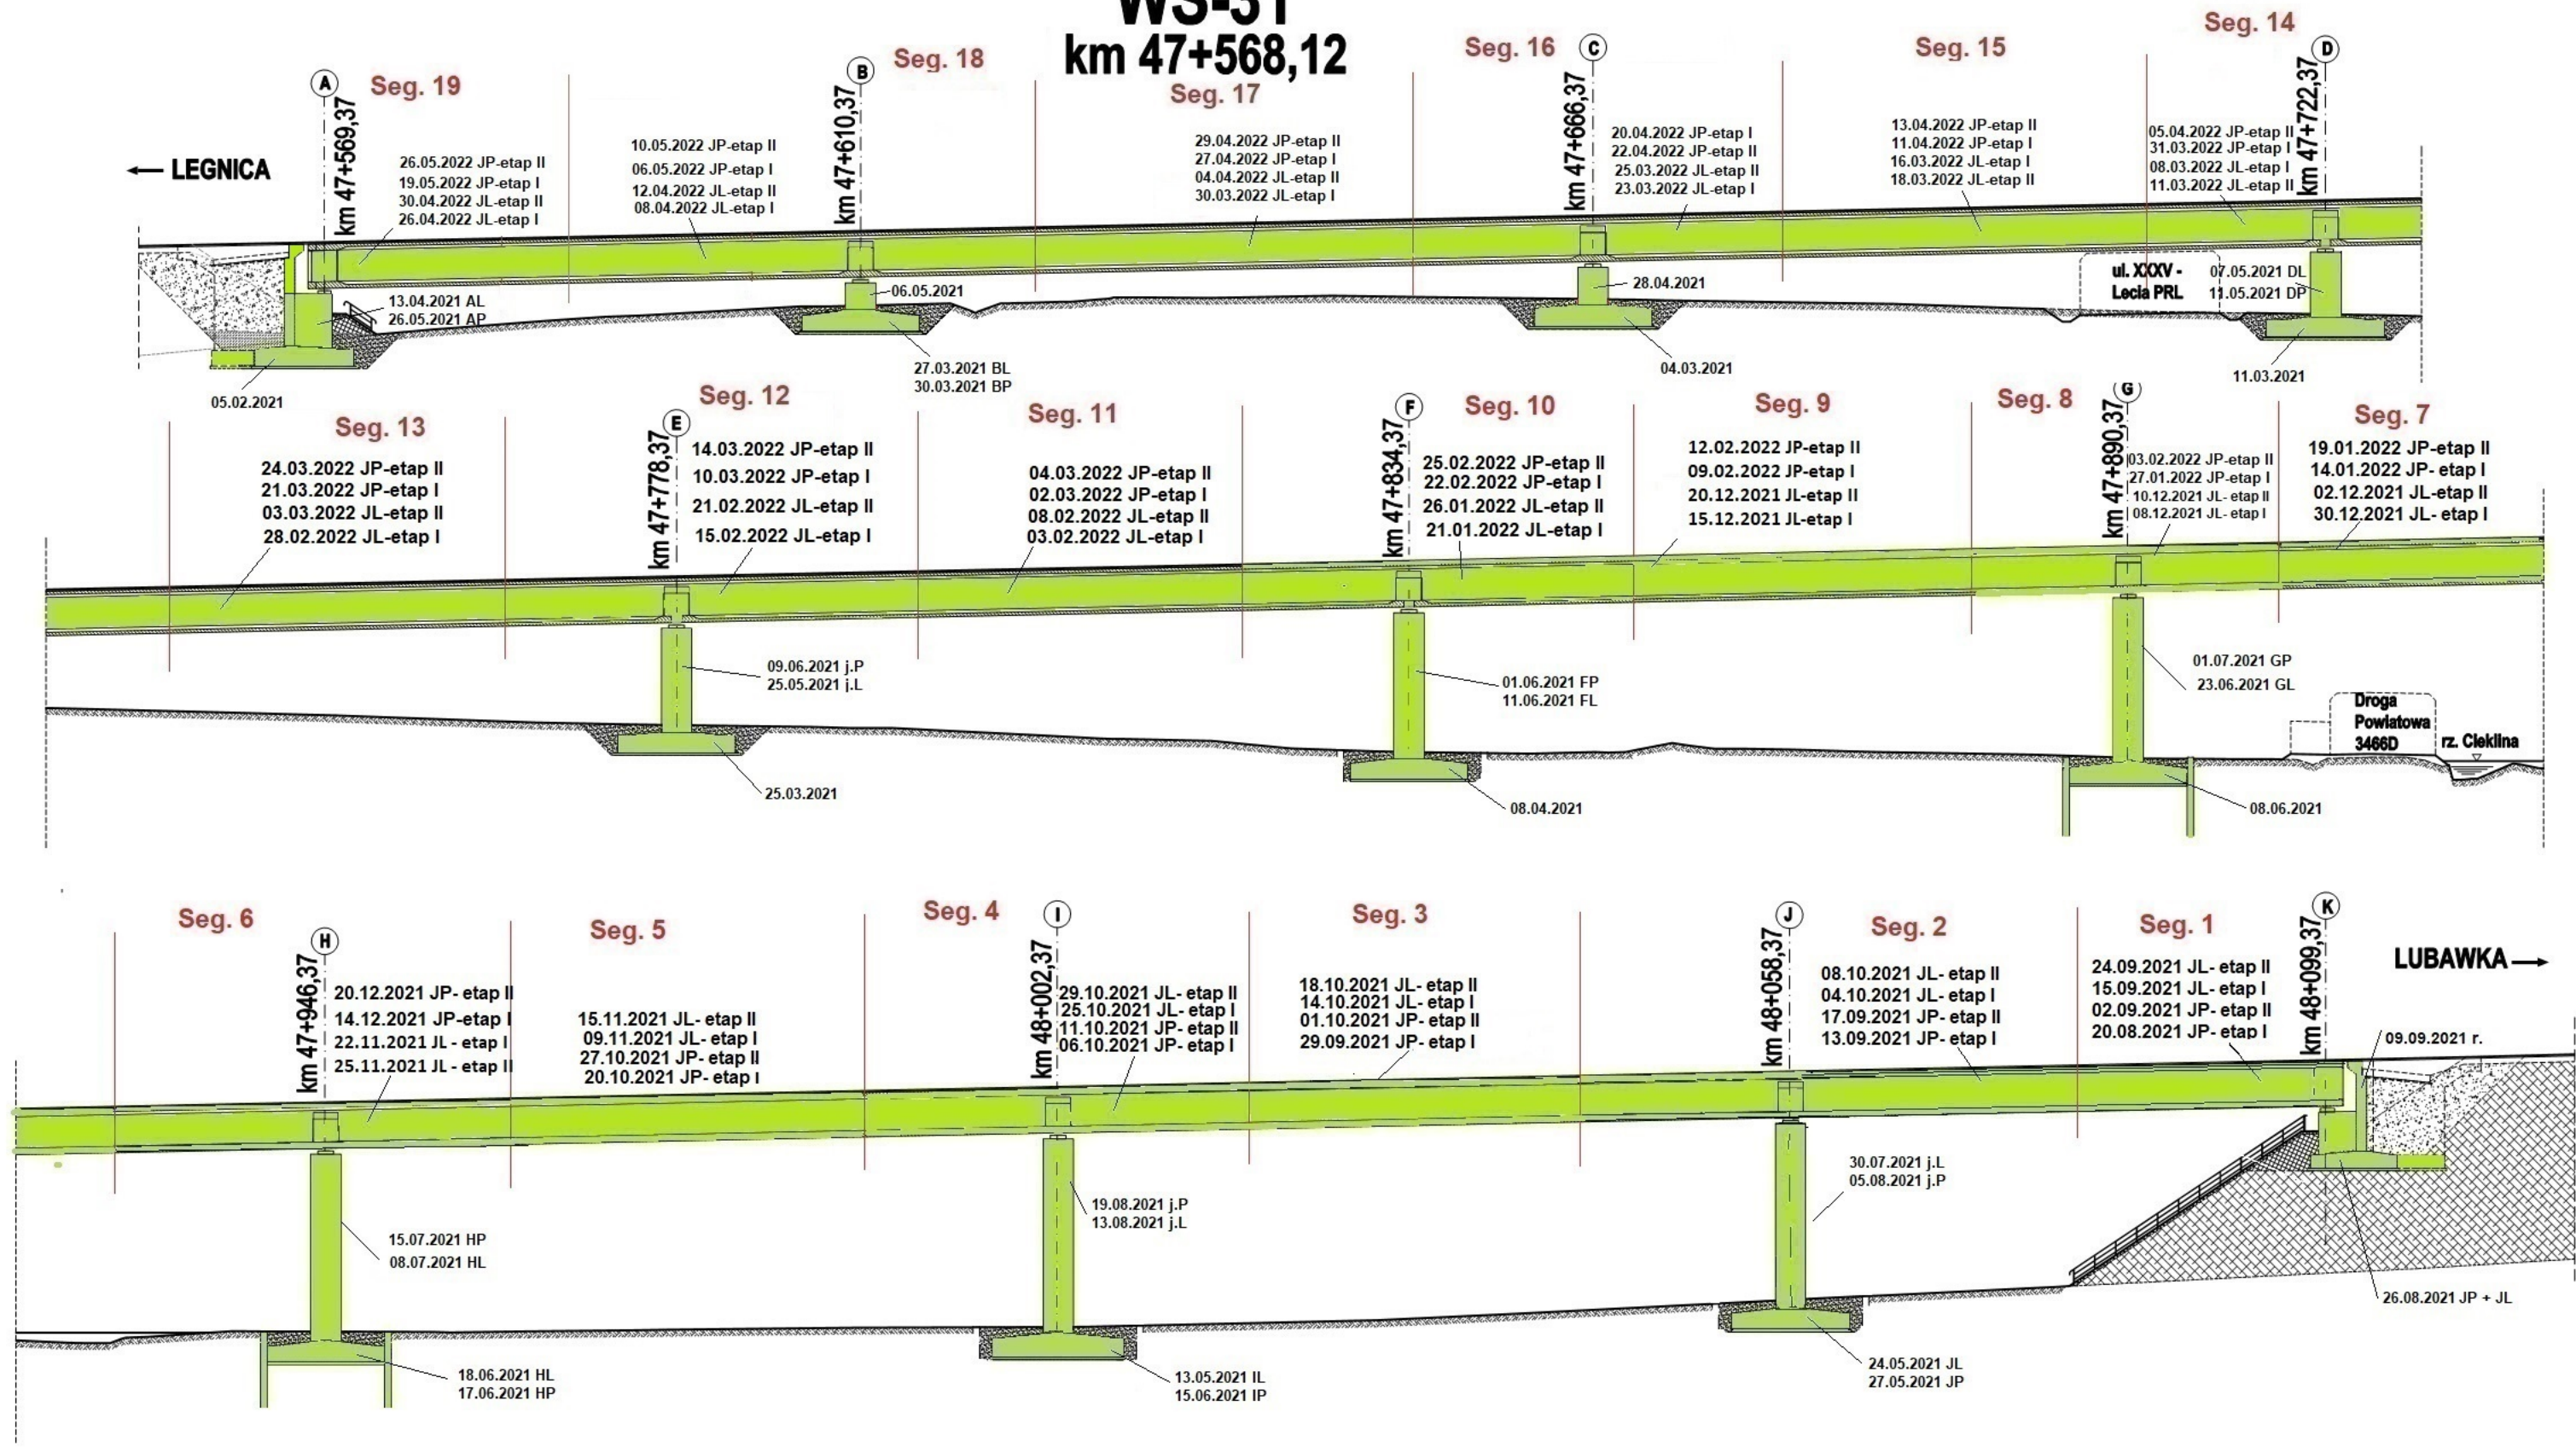 WS-31
km 47+568,12
Seg. 19
Seg. 18
Seg. 17
Seg. 16
Seg. 15
Seg. 14
A
B
C
D
km 47+569,37
km 47+610,37
km 47+666,37
km 47+722,37
← LEGNICA
26.05.2022 JP-etap II
19.05.2022 JP-etap I
30.04.2022 JL-etap II
26.04.2022 JL-etap I
10.05.2022 JP-etap II
06.05.2022 JP-etap I
12.04.2022 JL-etap II
08.04.2022 JL-etap I
29.04.2022 JP-etap II
27.04.2022 JP-etap I
04.04.2022 JL-etap II
30.03.2022 JL-etap I
20.04.2022 JP-etap I
22.04.2022 JP-etap II
25.03.2022 JL-etap II
23.03.2022 JL-etap I
13.04.2022 JP-etap II
11.04.2022 JP-etap I
16.03.2022 JL-etap I
18.03.2022 JL-etap II
05.04.2022 JP-etap II
31.03.2022 JP-etap I
08.03.2022 JL-etap I
11.03.2022 JL-etap II
13.04.2021 AL
26.05.2021 AP
06.05.2021
28.04.2021
ul. XXXV -
Lecia PRL
07.05.2021 DL
11.05.2021 DP
05.02.2021
27.03.2021 BL
30.03.2021 BP
04.03.2021
11.03.2021
Seg. 13
Seg. 12
Seg. 11
Seg. 10
Seg. 9
Seg. 8
Seg. 7
E
F
G
km 47+778,37
km 47+834,37
km 47+890,37
24.03.2022 JP-etap II
21.03.2022 JP-etap I
03.03.2022 JL-etap II
28.02.2022 JL-etap I
14.03.2022 JP-etap II
10.03.2022 JP-etap I
21.02.2022 JL-etap II
15.02.2022 JL-etap I
04.03.2022 JP-etap II
02.03.2022 JP-etap I
08.02.2022 JL-etap II
03.02.2022 JL-etap I
25.02.2022 JP-etap II
22.02.2022 JP-etap I
26.01.2022 JL-etap II
21.01.2022 JL-etap I
12.02.2022 JP-etap II
09.02.2022 JP-etap I
20.12.2021 JL-etap II
15.12.2021 JL-etap I
03.02.2022 JP-etap II
27.01.2022 JP-etap I
10.12.2021 JL- etap II
08.12.2021 JL- etap I
19.01.2022 JP-etap II
14.01.2022 JP- etap I
02.12.2021 JL-etap II
30.12.2021 JL- etap I
09.06.2021 j.P
25.05.2021 j.L
01.06.2021 FP
11.06.2021 FL
01.07.2021 GP
23.06.2021 GL
Droga
Powiatowa
3466D
rz. Cieklina
25.03.2021
08.04.2021
08.06.2021
Seg. 6
Seg. 5
Seg. 4
Seg. 3
Seg. 2
Seg. 1
H
I
J
K
km 47+946,37
km 48+002,37
km 48+058,37
km 48+099,37
LUBAWKA →
20.12.2021 JP- etap II
14.12.2021 JP-etap I
22.11.2021 JL - etap I
25.11.2021 JL - etap II
15.11.2021 JL- etap II
09.11.2021 JL- etap I
27.10.2021 JP- etap II
20.10.2021 JP- etap I
29.10.2021 JL- etap II
25.10.2021 JL- etap I
11.10.2021 JP- etap II
06.10.2021 JP- etap I
18.10.2021 JL- etap II
14.10.2021 JL- etap I
01.10.2021 JP- etap II
29.09.2021 JP- etap I
08.10.2021 JL- etap II
04.10.2021 JL- etap I
17.09.2021 JP- etap II
13.09.2021 JP- etap I
24.09.2021 JL- etap II
15.09.2021 JL- etap I
02.09.2021 JP- etap II
20.08.2021 JP- etap I
09.09.2021 r.
15.07.2021 HP
08.07.2021 HL
19.08.2021 j.P
13.08.2021 j.L
30.07.2021 j.L
05.08.2021 j.P
26.08.2021 JP + JL
18.06.2021 HL
17.06.2021 HP
13.05.2021 IL
15.06.2021 IP
24.05.2021 JL
27.05.2021 JP